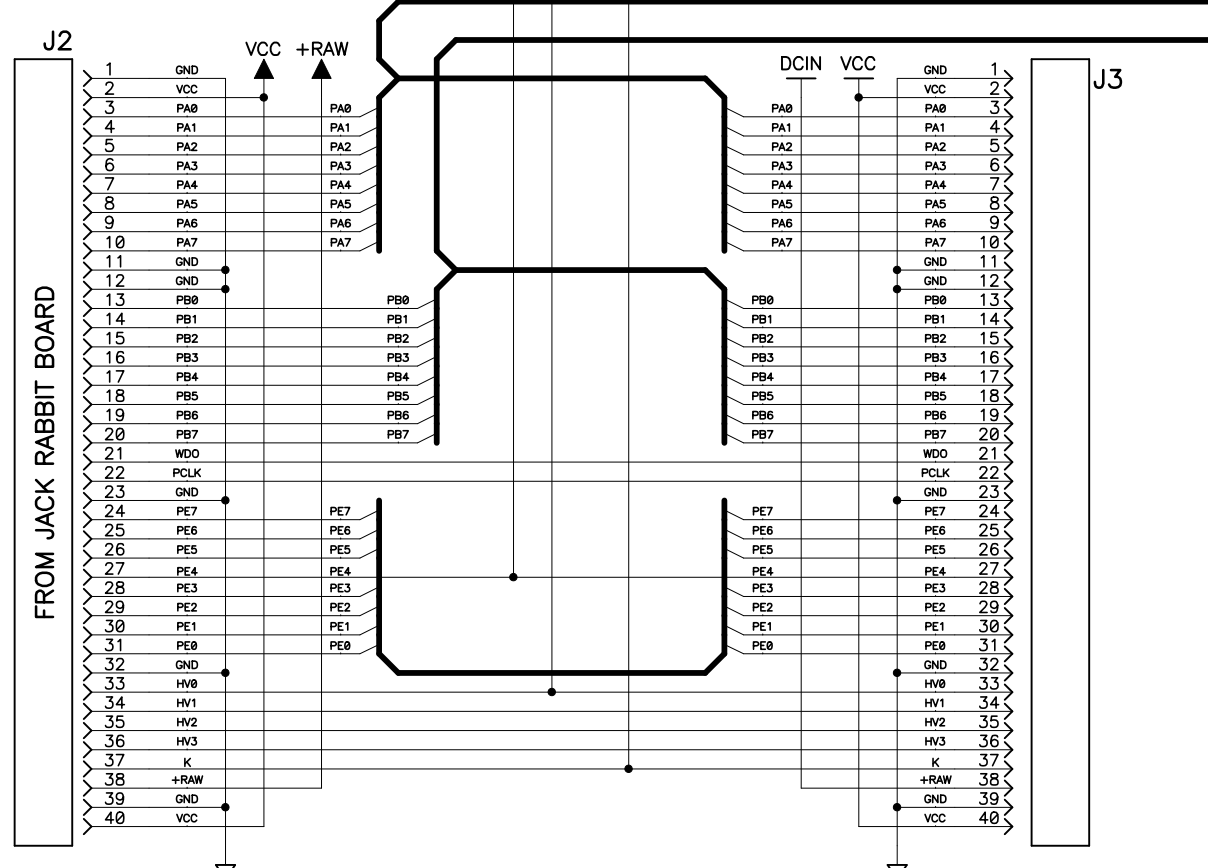 J2 VCC +RAW DCIN VCC J3
FROM JACK RABBIT BOARD
1 GND GND 1
2 VCC VCC 2
3 PA0 PA0 PA0 PA0 3
4 PA1 PA1 PA1 PA1 4
5 PA2 PA2 PA2 PA2 5
6 PA3 PA3 PA3 PA3 6
7 PA4 PA4 PA4 PA4 7
8 PA5 PA5 PA5 PA5 8
9 PA6 PA6 PA6 PA6 9
10 PA7 PA7 PA7 PA7 10
11 GND GND 11
12 GND GND 12
13 PB0 PB0 PB0 PB0 13
14 PB1 PB1 PB1 PB1 14
15 PB2 PB2 PB2 PB2 15
16 PB3 PB3 PB3 PB3 16
17 PB4 PB4 PB4 PB4 17
18 PB5 PB5 PB5 PB5 18
19 PB6 PB6 PB6 PB6 19
20 PB7 PB7 PB7 PB7 20
21 WDO WDO 21
22 PCLK PCLK 22
23 GND GND 23
24 PE7 PE7 PE7 PE7 24
25 PE6 PE6 PE6 PE6 25
26 PE5 PE5 PE5 PE5 26
27 PE4 PE4 PE4 PE4 27
28 PE3 PE3 PE3 PE3 28
29 PE2 PE2 PE2 PE2 29
30 PE1 PE1 PE1 PE1 30
31 PE0 PE0 PE0 PE0 31
32 GND GND 32
33 HV0 HV0 33
34 HV1 HV1 34
35 HV2 HV2 35
36 HV3 HV3 36
37 K K 37
38 +RAW +RAW 38
39 GND GND 39
40 VCC VCC 40